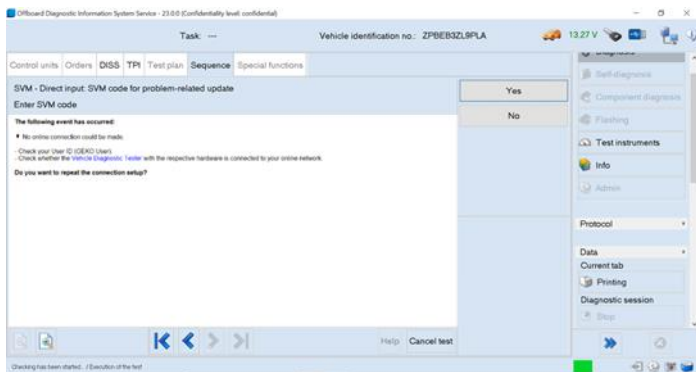 Offboard Diagnostic Information System Service - 23.0.0 (Confidentiality level: confidential)
Task: ---
Vehicle identification no.: ZPBEB3ZL9PLA
13.27 V
Control units Orders DISS TPI Test plan Sequence Special functions
SVM - Direct input: SVM code for problem-related update
Enter SVM code
The following event has occurred:
No online connection could be made.
- Check your User ID (GEKO User).
- Check whether the Vehicle Diagnostic Tester with the respective hardware is connected to your online network.
Do you want to repeat the connection setup?
Yes
No
Diagnosis
Self-diagnosis
Component diagnosis
Flashing
Test instruments
Info
Admin
Protocol
Data
Current tab
Printing
Diagnostic session
Stop
Help
Cancel test
Checking has been started. / Execution of the test